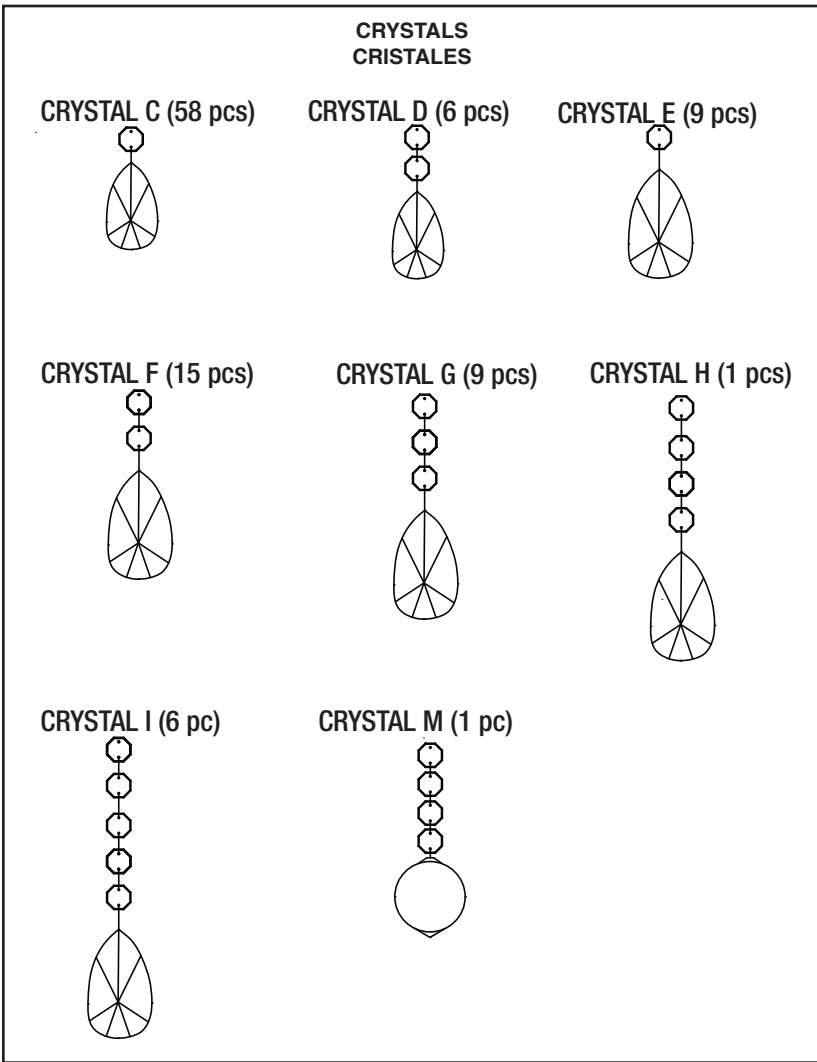 CRYSTALS
CRISTALES
CRYSTAL C (58 pcs)
CRYSTAL D (6 pcs)
CRYSTAL E (9 pcs)
CRYSTAL F (15 pcs)
CRYSTAL G (9 pcs)
CRYSTAL H (1 pcs)
CRYSTAL I (6 pc)
CRYSTAL M (1 pc)